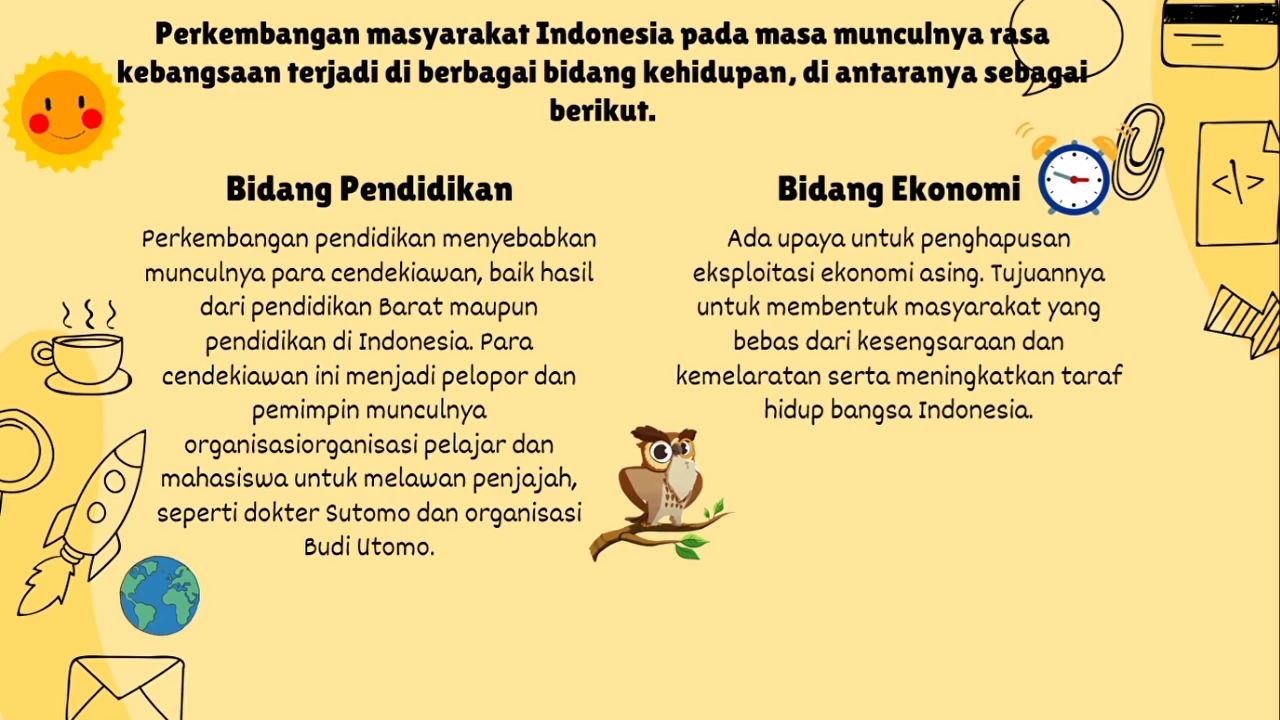 Perkembangan masyarakat Indonesia pada masa munculnya rasa
kebangsaan terjadi di berbagai bidang kehidupan, di antaranya sebagai
berikut.
Bidang Pendidikan
Perkembangan pendidikan menyebabkan
munculnya para cendekiawan, baik hasil
dari pendidikan Barat maupun
pendidikan di Indonesia. Para
cendekiawan ini menjadi pelopor dan
pemimpin munculnya
organisasiorganisasi pelajar dan
mahasiswa untuk melawan penjajah,
seperti dokter Sutomo dan organisasi
Budi Utomo.
Bidang Ekonomi
Ada upaya untuk penghapusan
eksploitasi ekonomi asing. Tujuannya
untuk membentuk masyarakat yang
bebas dari kesengsaraan dan
kemelaratan serta meningkatkan taraf
hidup bangsa Indonesia.